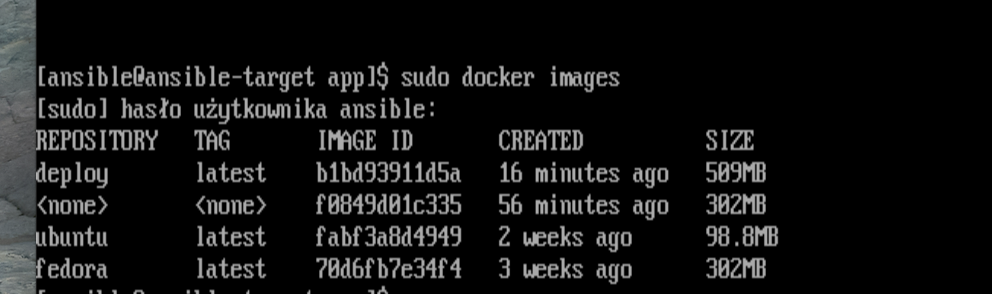 [ansible@ansible-target app]$ sudo docker images
[sudo] hasło użytkownika ansible:
REPOSITORY   TAG      IMAGE ID       CREATED          SIZE
deploy       latest   b1bd93911d5a   16 minutes ago   509MB
<none>       <none>   f0849d01c335   56 minutes ago   302MB
ubuntu       latest   fabf3a8d4949   2 weeks ago      98.8MB
fedora       latest   70d6fb7e34f4   3 weeks ago      302MB